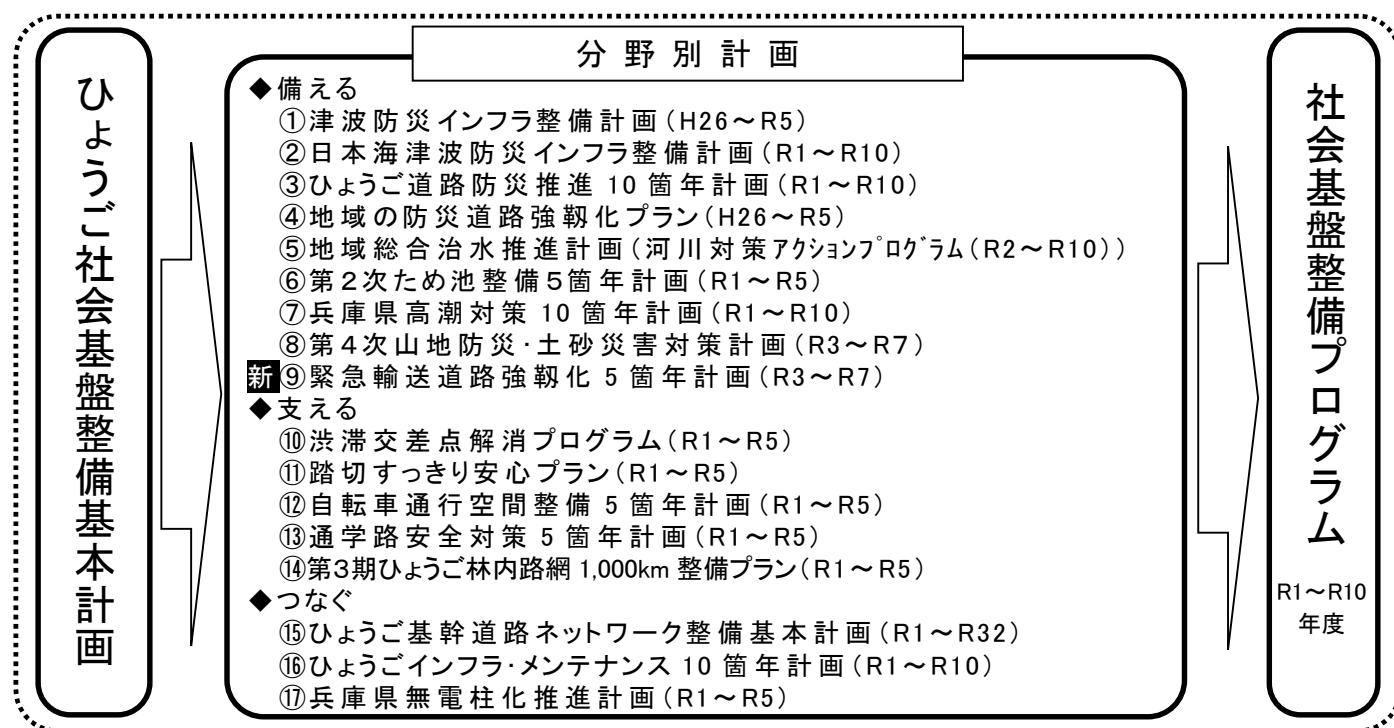 ひょうご社会基盤整備基本計画
分野別計画
◆備える
①津波防災インフラ整備計画(H26～R5)
②日本海津波防災インフラ整備計画(R1～R10)
③ひょうご道路防災推進 10 箇年計画(R1～R10)
④地域の防災道路強靱化プラン(H26～R5)
⑤地域総合治水推進計画(河川対策ｱｸｼｮﾝﾌﾟﾛｸﾞﾗﾑ(R2～R10))
⑥第２次ため池整備５箇年計画(R1～R5)
⑦兵庫県高潮対策 10 箇年計画(R1～R10)
⑧第４次山地防災・土砂災害対策計画(R3～R７)
新⑨緊急輸送道路強靱化 5 箇年計画(R3～R7)
◆支える
⑩渋滞交差点解消プログラム(R1～R5)
⑪踏切すっきり安心プラン(R1～R5)
⑫自転車通行空間整備 5 箇年計画(R1～R5)
⑬通学路安全対策 5 箇年計画(R1～R5)
⑭第３期ひょうご林内路網 1,000km 整備プラン(R1～R5)
◆つなぐ
⑮ひょうご基幹道路ネットワーク整備基本計画(R1～R32)
⑯ひょうごインフラ・メンテナンス 10 箇年計画(R1～R10)
⑰兵庫県無電柱化推進計画(R1～R5)
社会基盤整備プログラム
R1～R10
年度